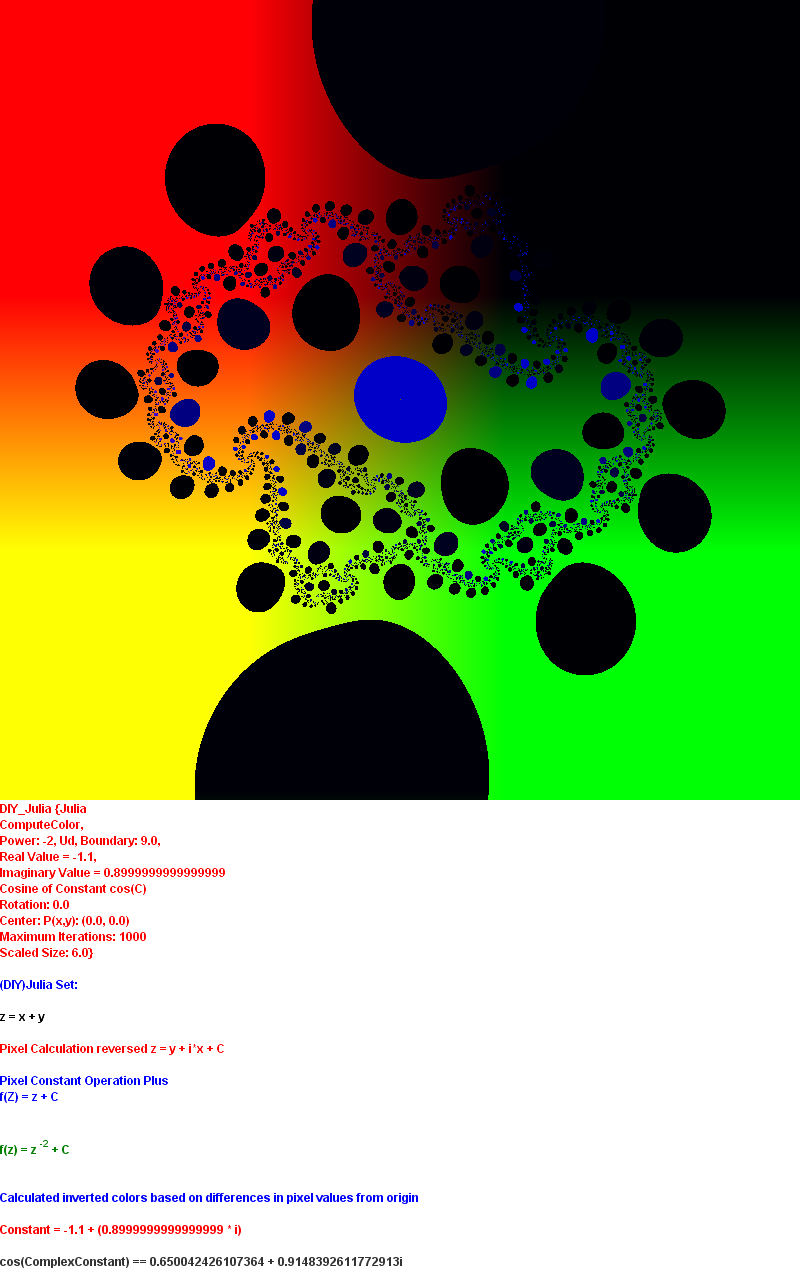 DIY_Julia {Julia
ComputeColor,
Power: -2, Ud, Boundary: 9.0,
Real Value = -1.1,
Imaginary Value = 0.8999999999999999
Cosine of Constant cos(C)
Rotation: 0.0
Center: P(x,y): (0.0, 0.0)
Maximum Iterations: 1000
Scaled Size: 6.0}
(DIY)Julia Set:
z = x + y
Pixel Calculation reversed z = y + i*x + C
Pixel Constant Operation Plus
f(Z) = z + C
f(z) = z -2 + C
Calculated inverted colors based on differences in pixel values from origin
Constant = -1.1 + (0.8999999999999999 * i)
cos(ComplexConstant) == 0.650042426107364 + 0.9148392611772913i